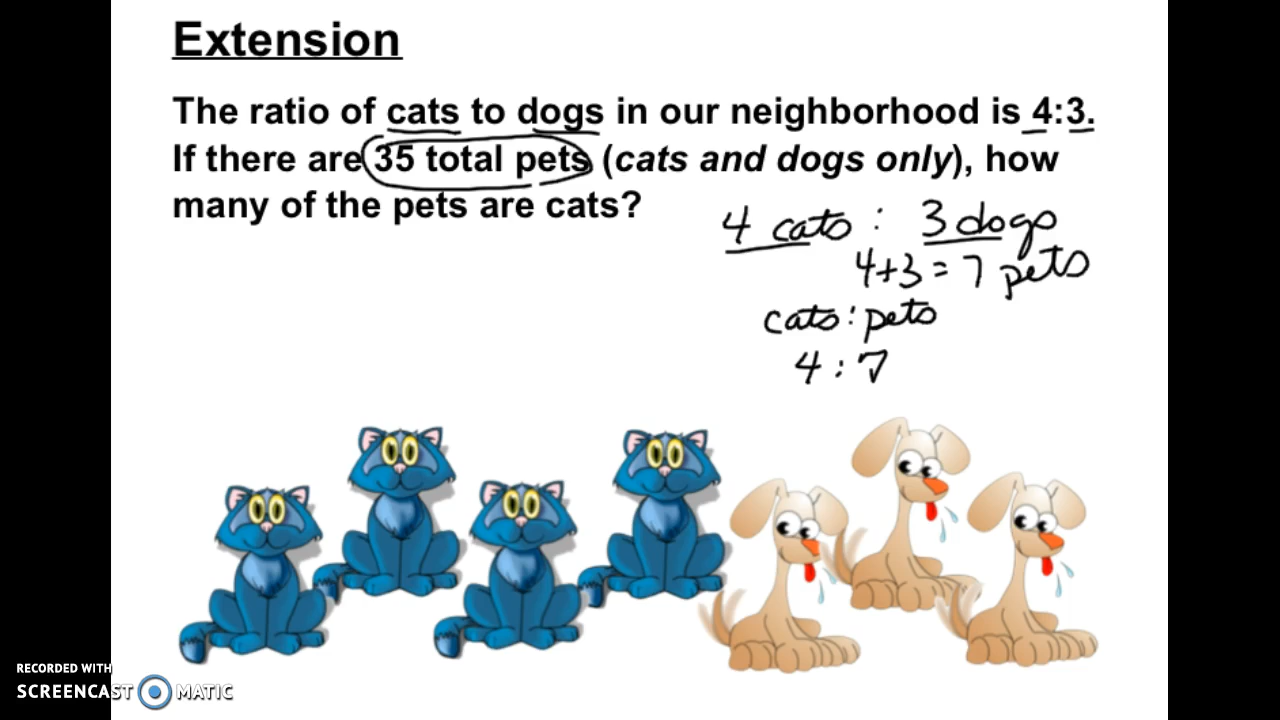 Extension
The ratio of cats to dogs in our neighborhood is 4:3.
If there are 35 total pets (cats and dogs only), how
many of the pets are cats?
4 cats : 3 dogs
4+3 = 7 pets
cats : pets
4 : 7
RECORDED WITH
SCREENCAST MATIC